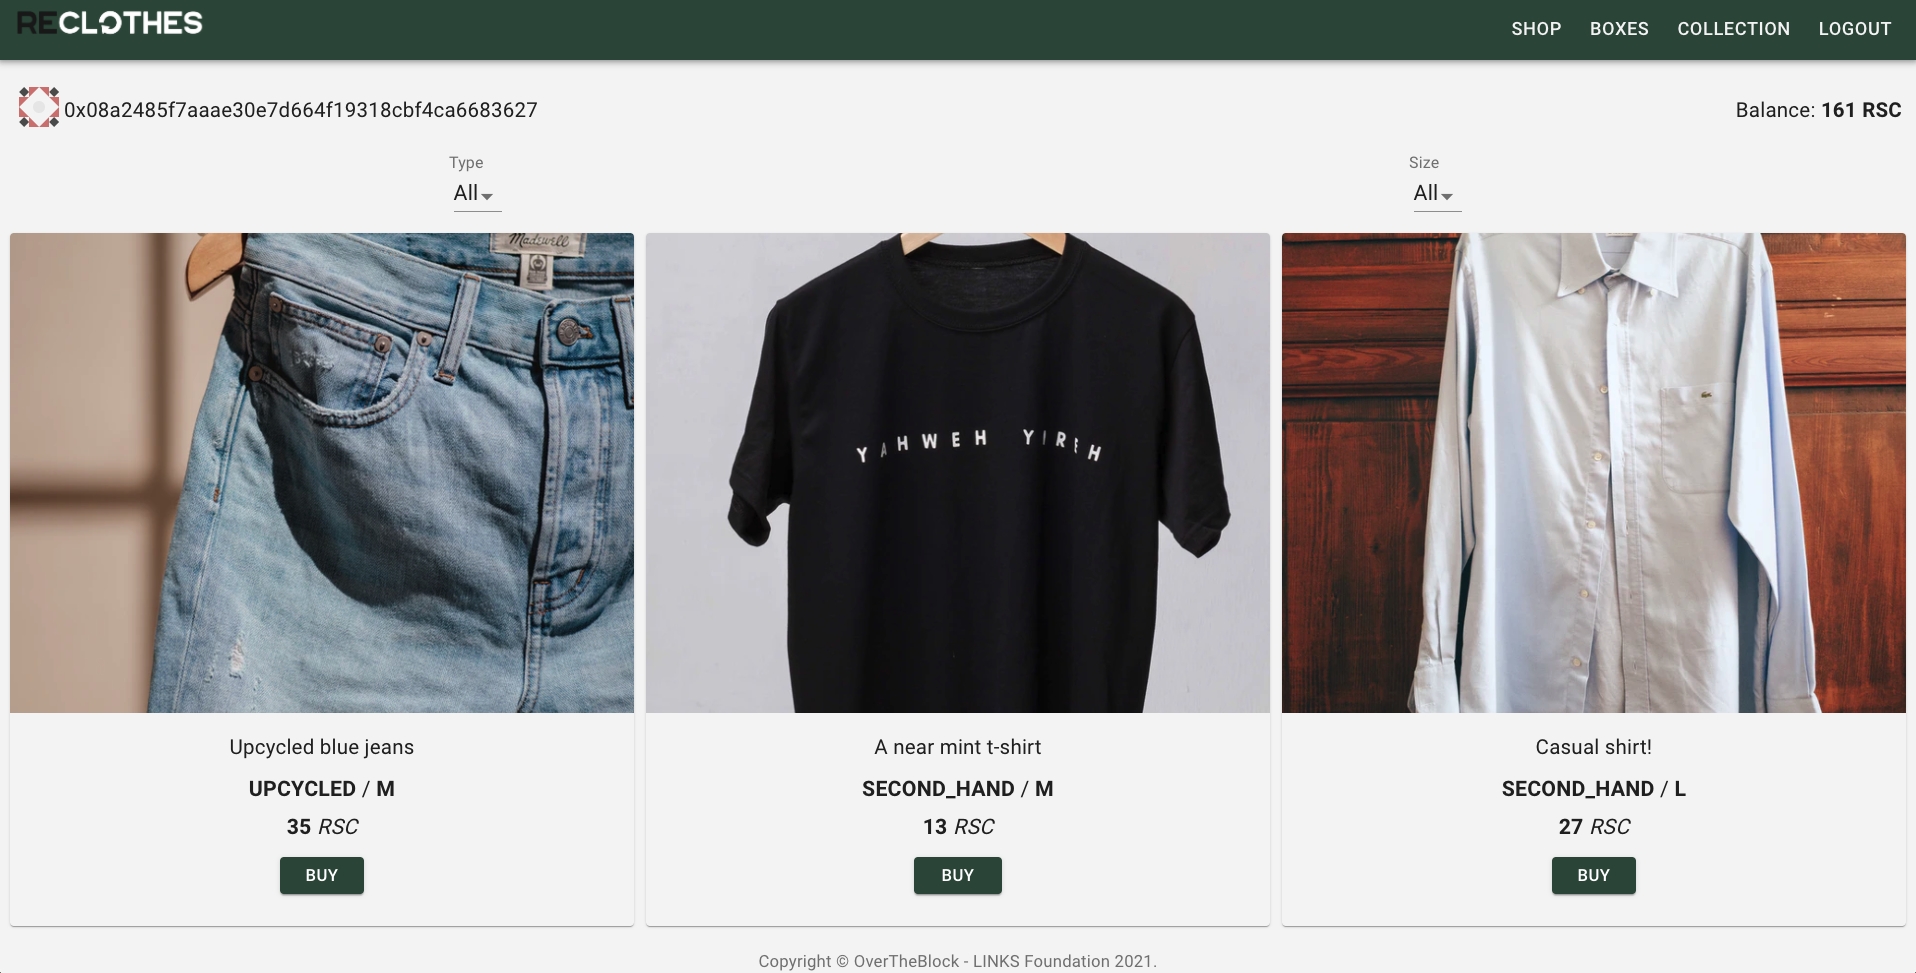 RECLOTHES
SHOP BOXES COLLECTION LOGOUT
0x08a2485f7aaae30e7d664f19318cbf4ca6683627
Balance: 161 RSC
Type
All
Size
All
Madewell
YAHWEH YIREH
Upcycled blue jeans
UPCYCLED / M
35 RSC
BUY
A near mint t-shirt
SECOND_HAND / M
13 RSC
BUY
Casual shirt!
SECOND_HAND / L
27 RSC
BUY
Copyright © OverTheBlock - LINKS Foundation 2021.